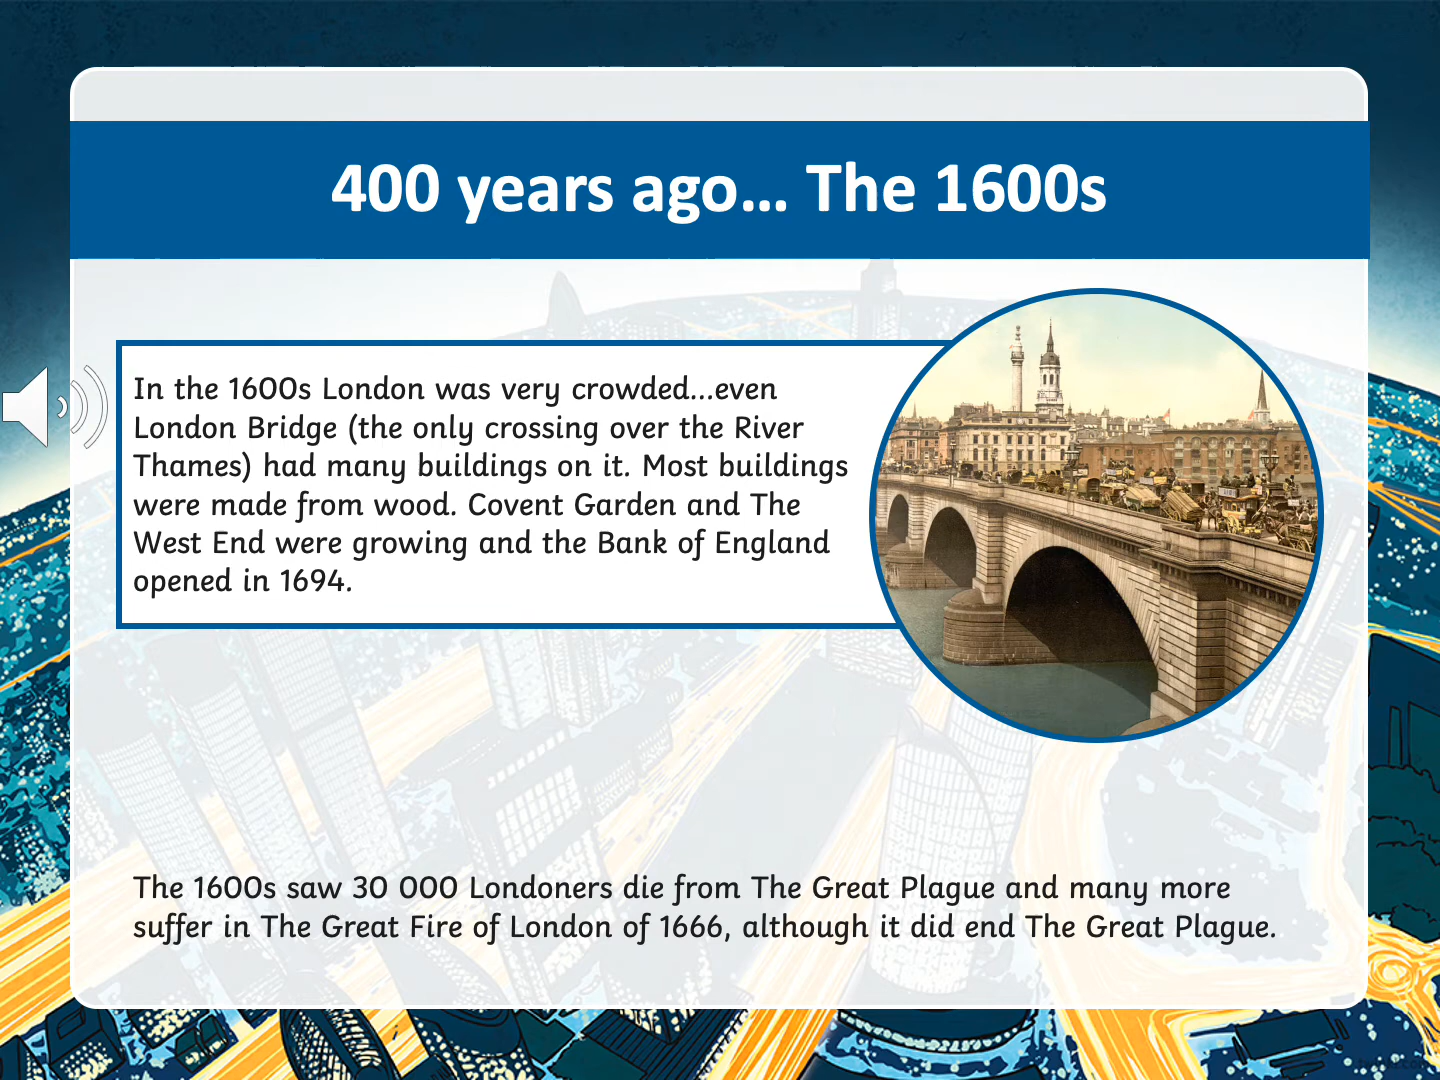 400 years ago... The 1600s
In the 1600s London was very crowded...even
London Bridge (the only crossing over the River
Thames) had many buildings on it. Most buildings
were made from wood. Covent Garden and The
West End were growing and the Bank of England
opened in 1694.
The 1600s saw 30 000 Londoners die from The Great Plague and many more
suffer in The Great Fire of London of 1666, although it did end The Great Plague.